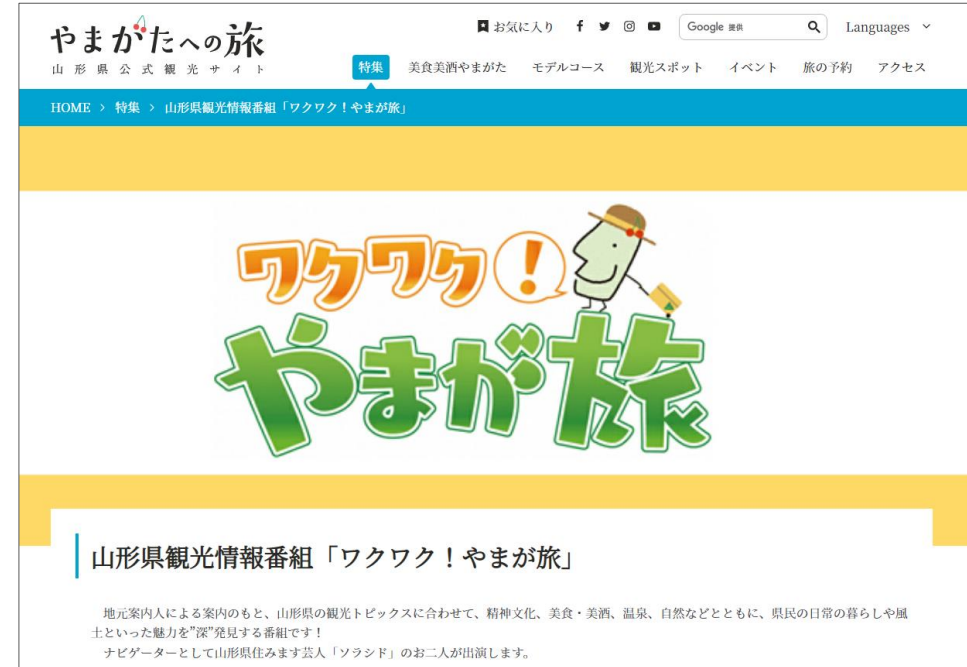 やまがたへの旅
山形県公式観光サイト
お気に入り
Google 提供
Languages
特集 美食美酒やまがた モデルコース 観光スポット イベント 旅の予約 アクセス
HOME > 特集 > 山形県観光情報番組「ワクワク！やまが旅」
ワクワク！
やまが旅
山形県観光情報番組「ワクワク！やまが旅」
地元案内人による案内のもと、山形県の観光トピックスに合わせて、精神文化、美食・美酒、温泉、自然などとともに、県民の日常の暮らしや風
土といった魅力を”深”発見する番組です！
ナビゲーターとして山形県住みます芸人「ソラシド」のお二人が出演します。